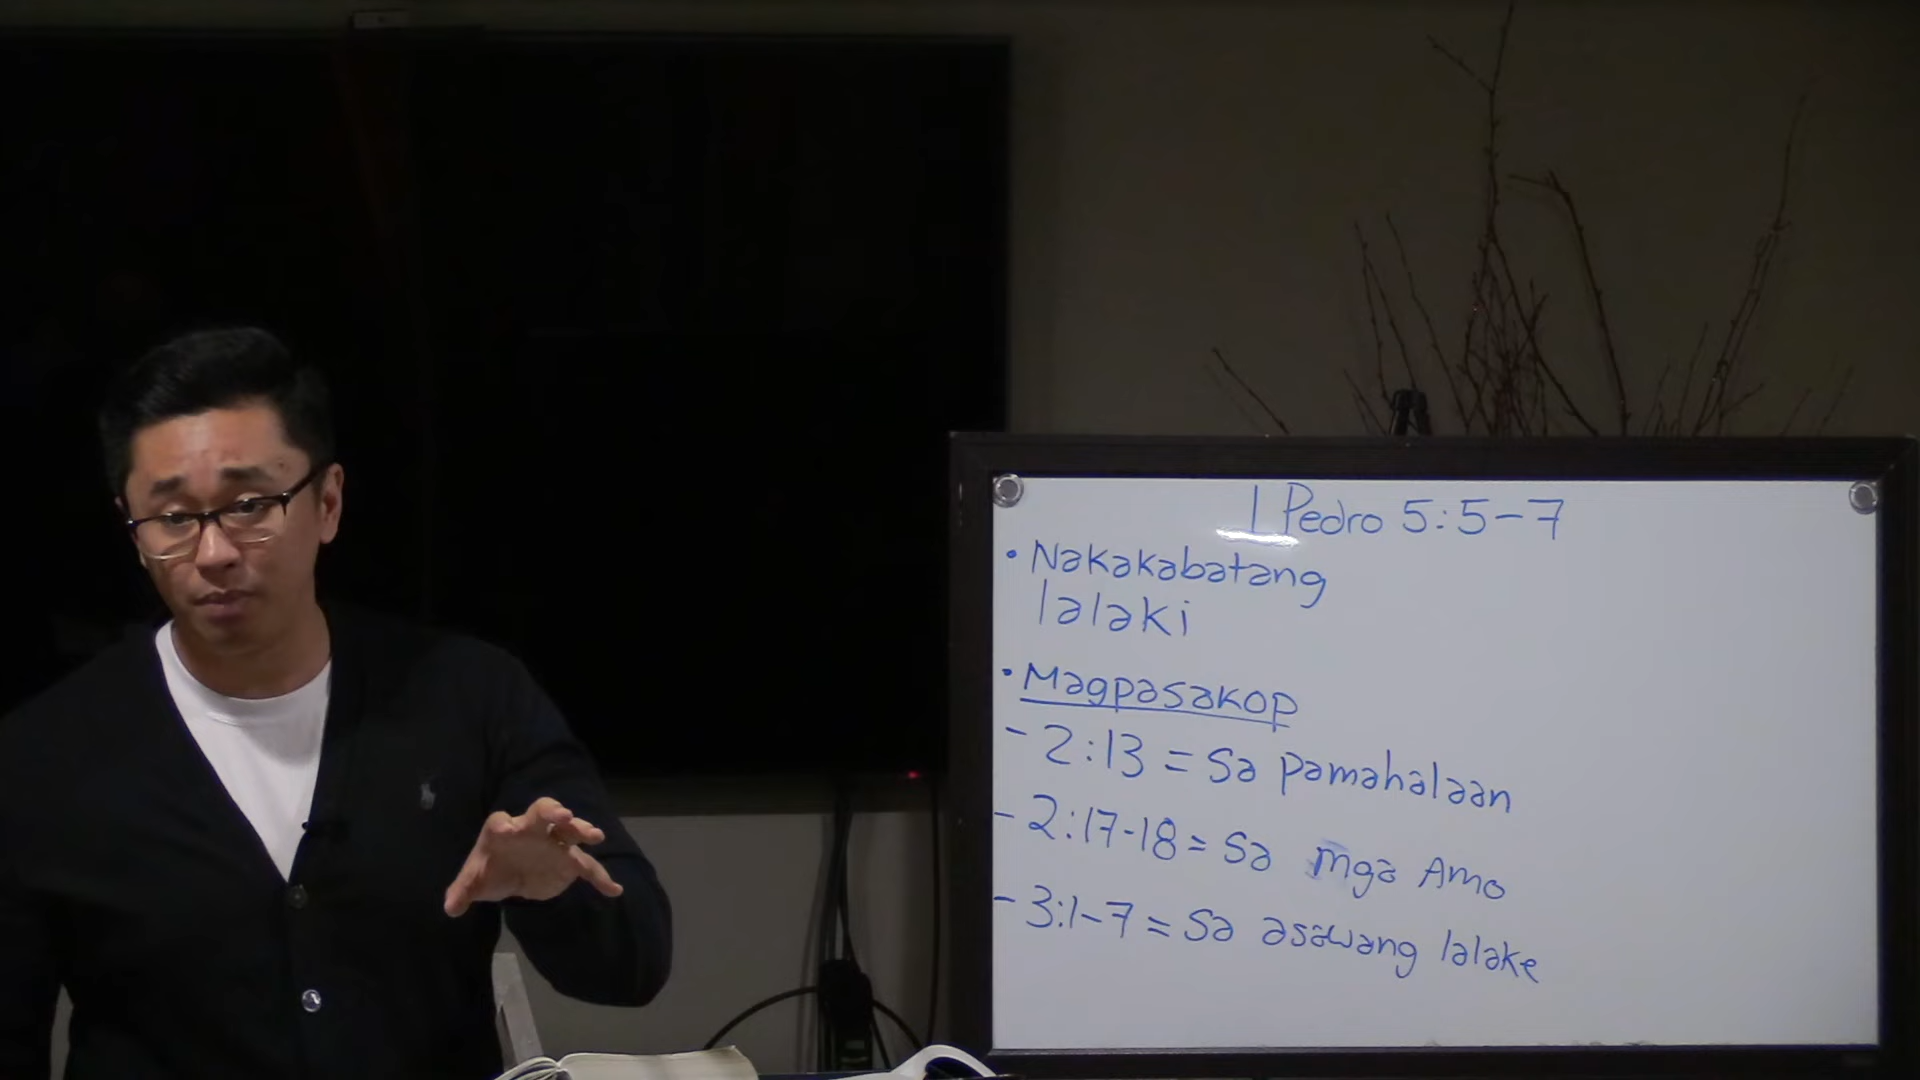 1 Pedro 5:5-7
• Nakakabatang
lalaki
• Magpasakop
- 2:13 = Sa pamahalaan
- 2:17-18 = Sa mga Amo
- 3:1-7 = Sa asawang lalake